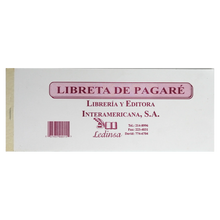 LIBRETA DE PAGARÉ
LIBRERÍA Y EDITORA
INTERAMERICANA, S.A.
Ledinsa